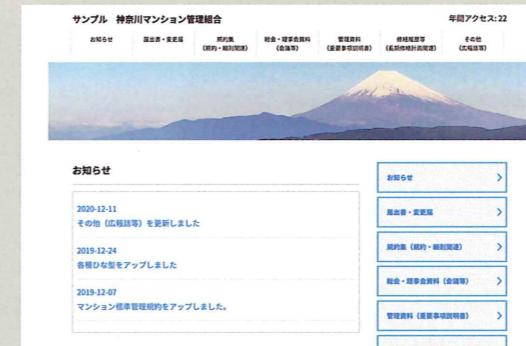 サンプル 神奈川マンション管理組合
年間アクセス: 22
お知らせ
届出書・変更届
規約集
(規約・細則関連)
総会・理事会資料
(会議等)
管理資料
(重要事項説明書)
修繕履歴等
(長期修繕計画関連)
その他
(広報誌等)
お知らせ
2020-12-11
その他（広報誌等）を更新しました
2019-12-24
各種ひな型をアップしました
2019-12-07
マンション標準管理規約をアップしました。
お知らせ
届出書・変更届
規約集（規約・細則関連）
総会・理事会資料（会議等）
管理資料（重要事項説明書）